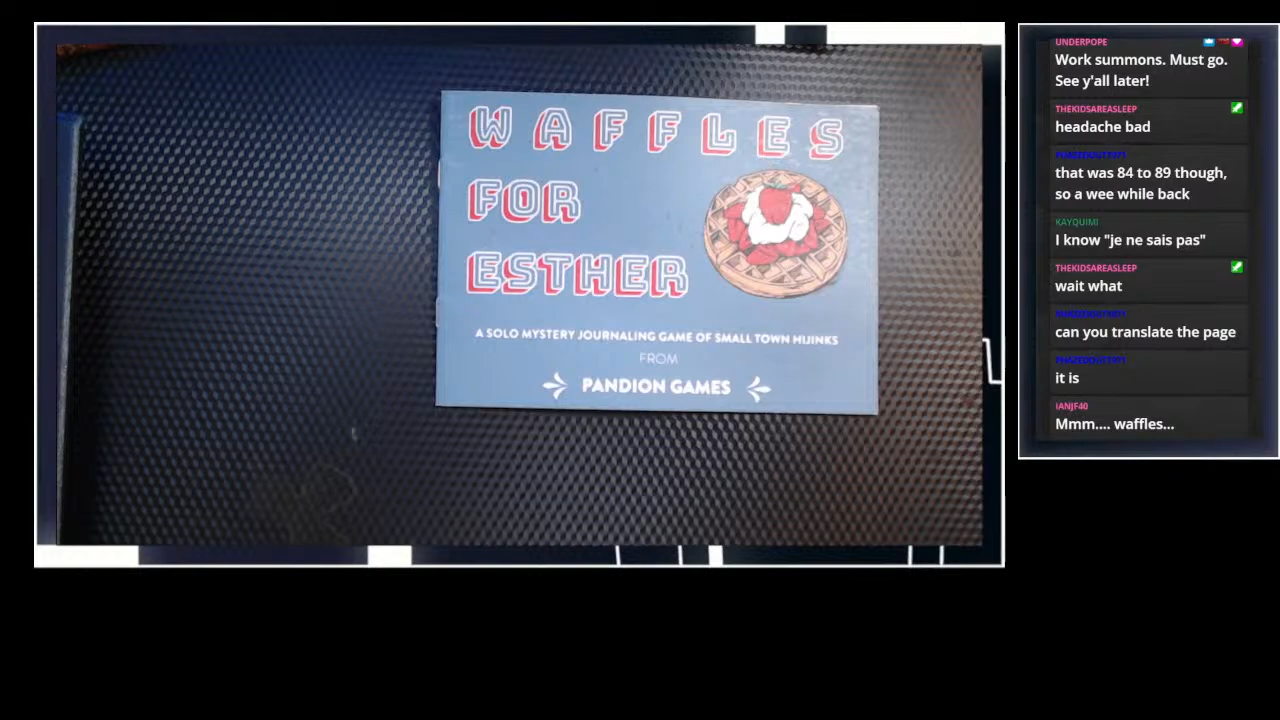 WAFFLES
FOR
ESTHER
A SOLO MYSTERY JOURNALING GAME OF SMALL TOWN HIJINKS
FROM
PANDION GAMES
UNDERPOPE
Work summons. Must go.
See y'all later!
THEKIDSAREASLEEP
headache bad
that was 84 to 89 though,
so a wee while back
KAYQUIMI
I know "je ne sais pas"
THEKIDSAREASLEEP
wait what
can you translate the page
it is
IANJF40
Mmm.... waffles...